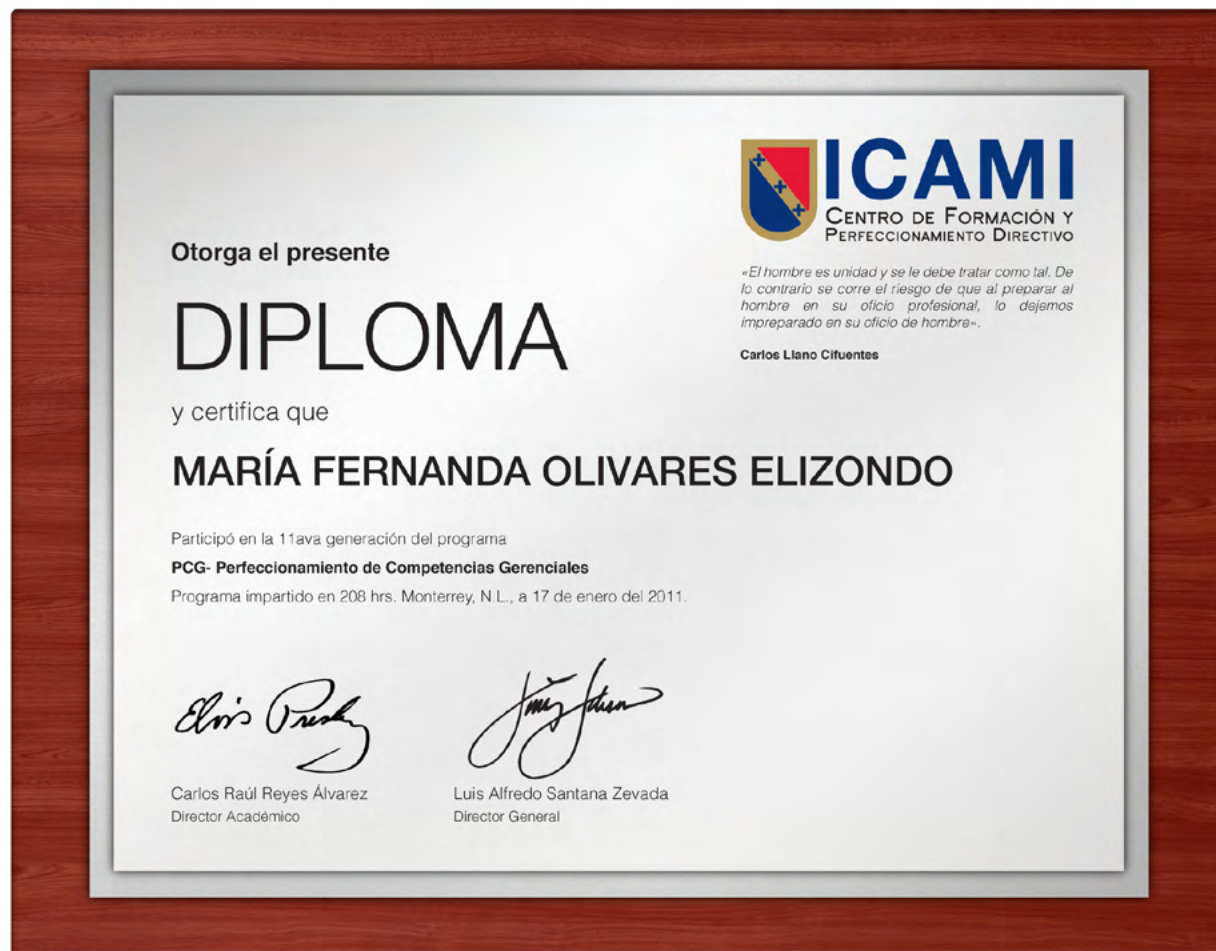 ICAMI
CENTRO DE FORMACIÓN Y
PERFECCIONAMIENTO DIRECTIVO
«El hombre es unidad y se le debe tratar como tal. De
lo contrario se corre el riesgo de que al preparar al
hombre en su oficio profesional, lo dejemos
impreparado en su oficio de hombre».
Carlos Llano Cifuentes
Otorga el presente
DIPLOMA
y certifica que
MARÍA FERNANDA OLIVARES ELIZONDO
Participó en la 11ava generación del programa
PCG- Perfeccionamiento de Competencias Gerenciales
Programa impartido en 208 hrs. Monterrey, N.L., a 17 de enero del 2011.
Elvis Presley
Carlos Raúl Reyes Álvarez
Director Académico
Luis Alfredo Santana Zevada
Director General